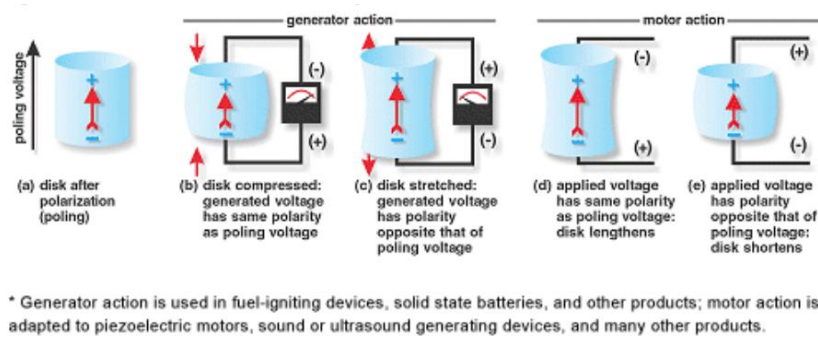 generator action
motor action
poling voltage
+
−
+
−
(-)
(+)
+
−
(+)
(-)
+
−
(-)
(+)
+
−
(+)
(-)
(a) disk after
polarization
(poling)
(b) disk compressed:
generated voltage
has same polarity
as poling voltage
(c) disk stretched:
generated voltage
has polarity
opposite that of
poling voltage
(d) applied voltage
has same polarity
as poling voltage:
disk lengthens
(e) applied voltage
has polarity
opposite that of
poling voltage:
disk shortens
* Generator action is used in fuel-igniting devices, solid state batteries, and other products; motor action is
adapted to piezoelectric motors, sound or ultrasound generating devices, and many other products.